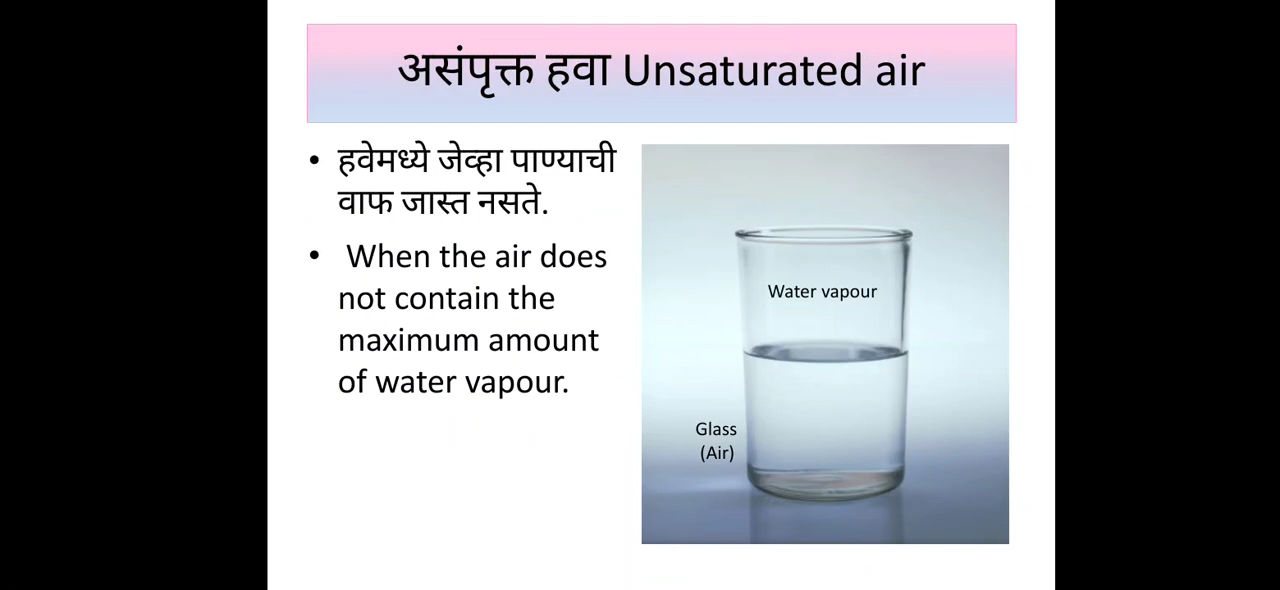 असंपृक्त हवा Unsaturated air
• हवेमध्ये जेव्हा पाण्याची
वाफ जास्त नसते.
• When the air does
not contain the
maximum amount
of water vapour.
Water vapour
Glass
(Air)